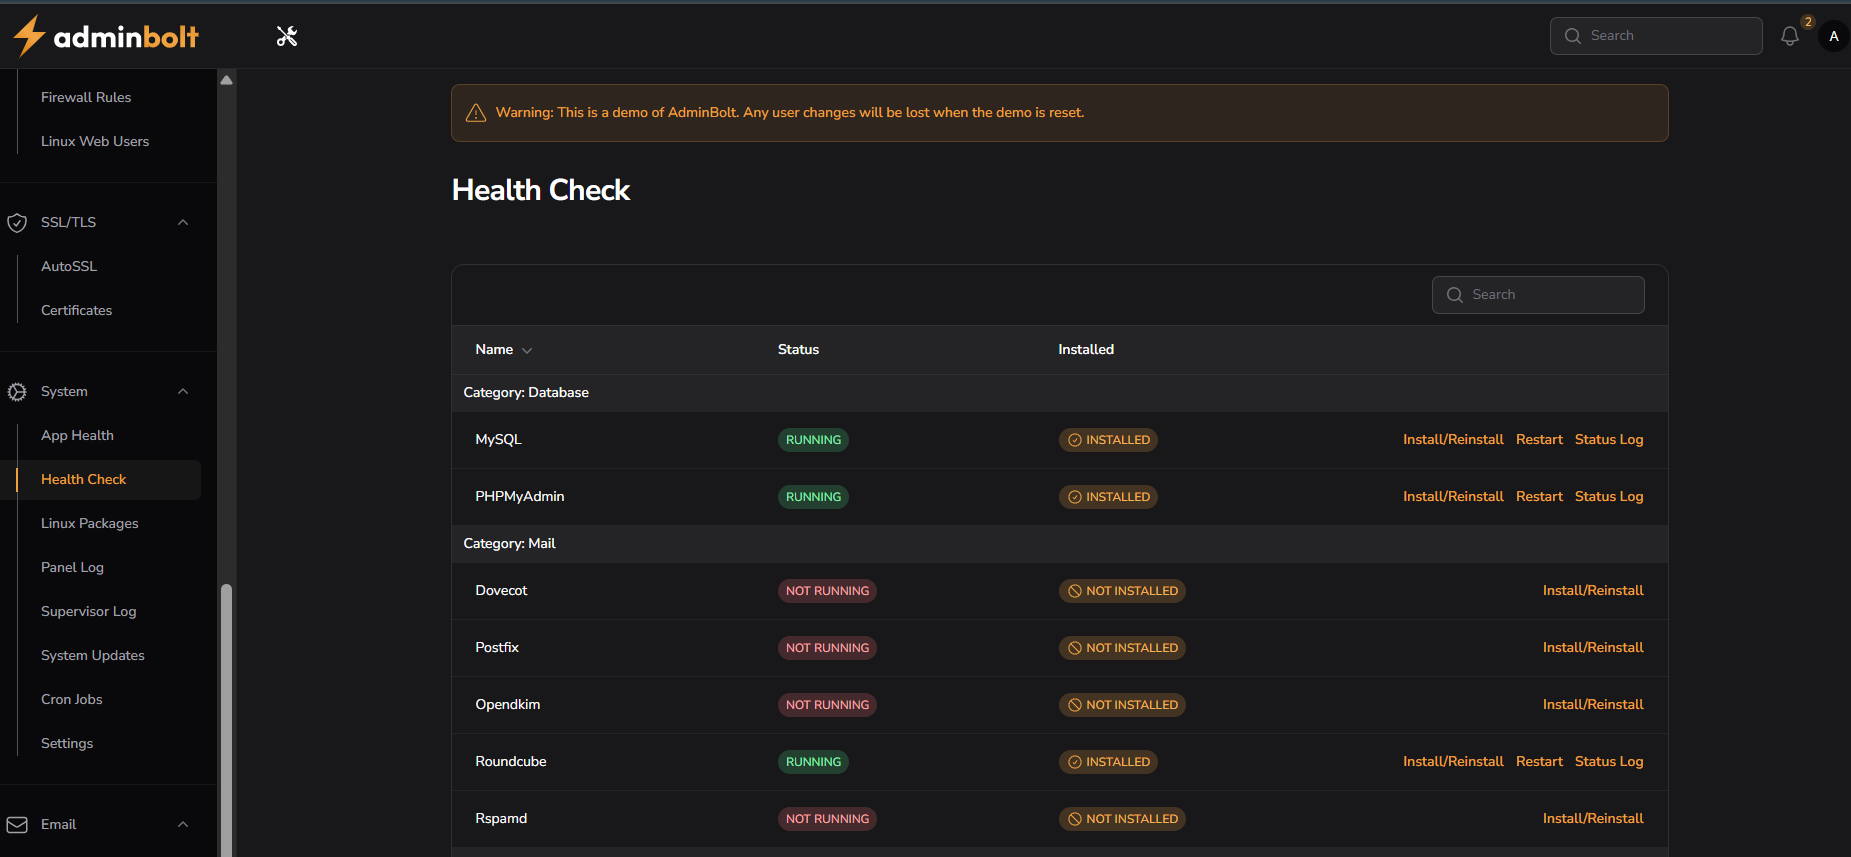 adminbolt
Search
2
A
Firewall Rules
Linux Web Users
SSL/TLS
AutoSSL
Certificates
System
App Health
Health Check
Linux Packages
Panel Log
Supervisor Log
System Updates
Cron Jobs
Settings
Email
Warning: This is a demo of AdminBolt. Any user changes will be lost when the demo is reset.
Health Check
Search
Name Status Installed
Category: Database
MySQL RUNNING INSTALLED Install/Reinstall Restart Status Log
PHPMyAdmin RUNNING INSTALLED Install/Reinstall Restart Status Log
Category: Mail
Dovecot NOT RUNNING NOT INSTALLED Install/Reinstall
Postfix NOT RUNNING NOT INSTALLED Install/Reinstall
Opendkim NOT RUNNING NOT INSTALLED Install/Reinstall
Roundcube RUNNING INSTALLED Install/Reinstall Restart Status Log
Rspamd NOT RUNNING NOT INSTALLED Install/Reinstall